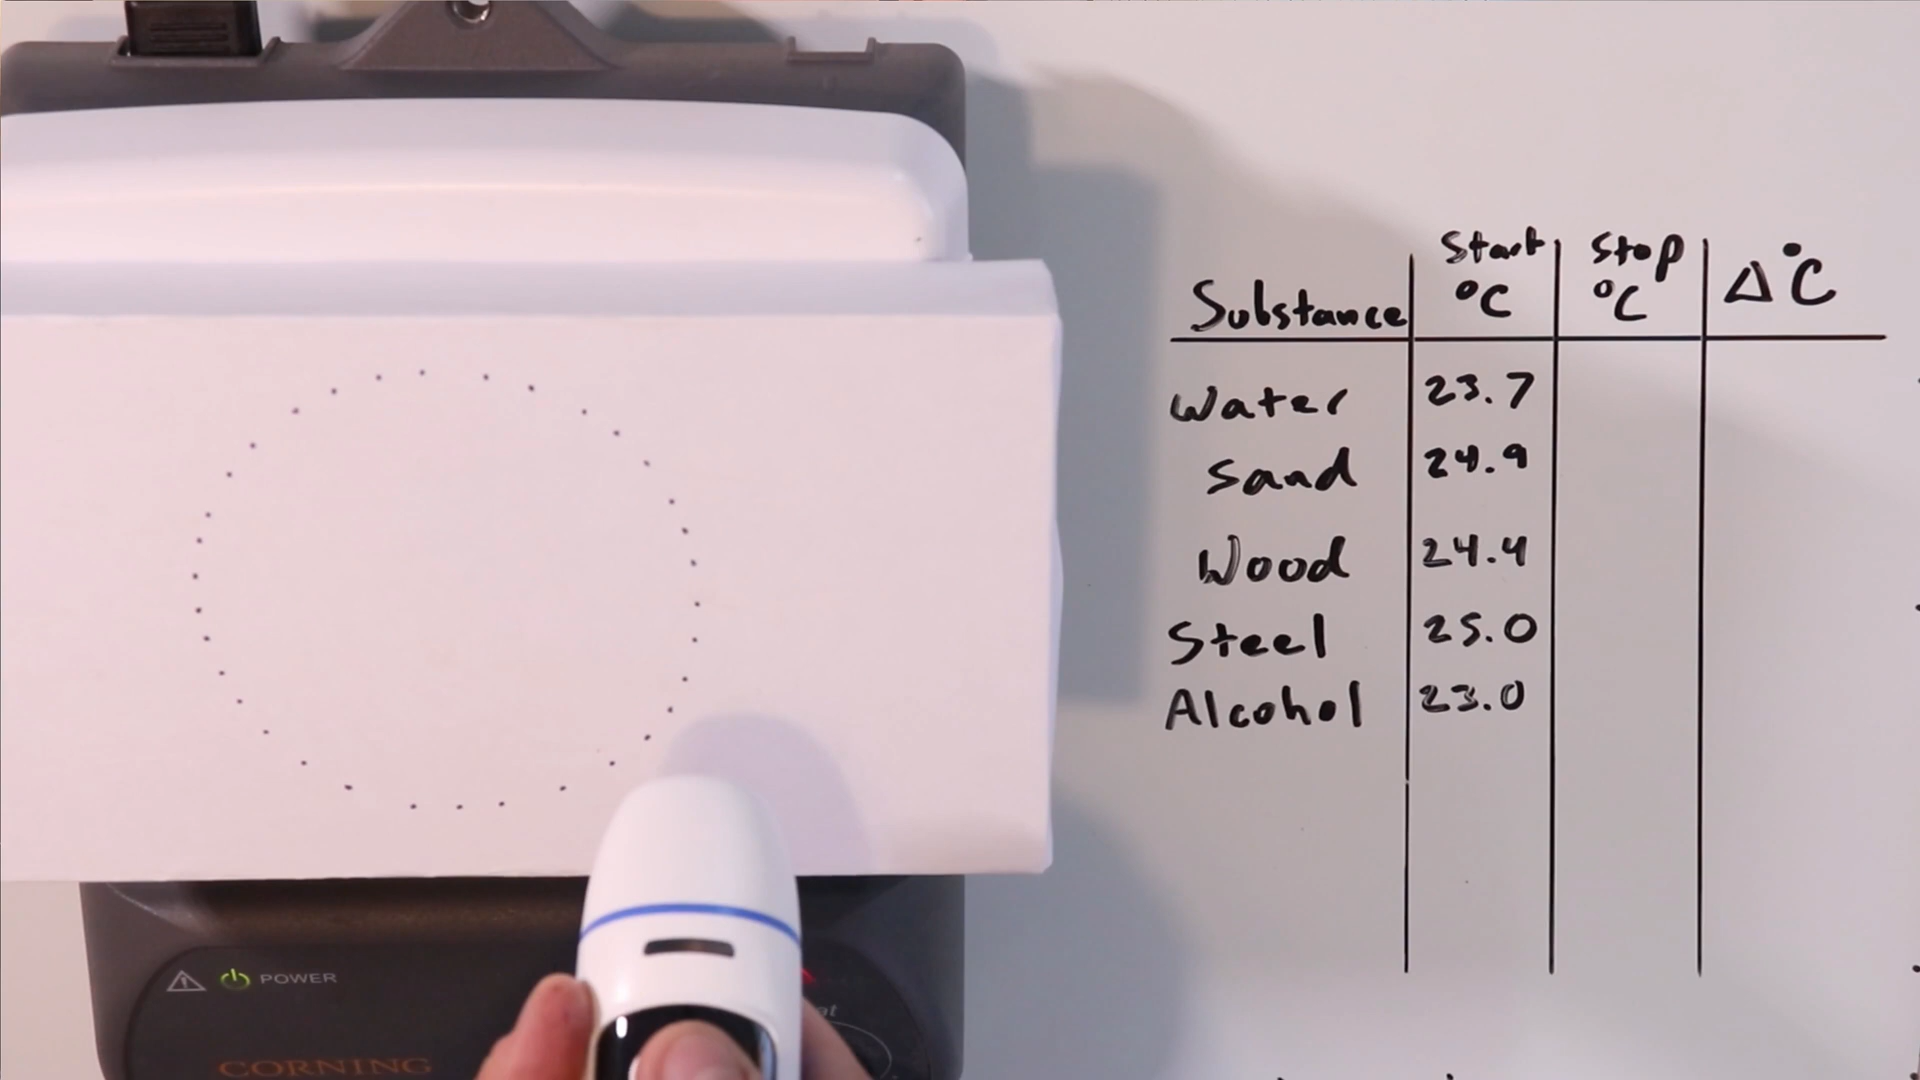 Start Stop
Substance °C °C Δ°C
Water 23.7
Sand 24.9
Wood 24.4
Steel 25.0
Alcohol 23.0
POWER
CORNING